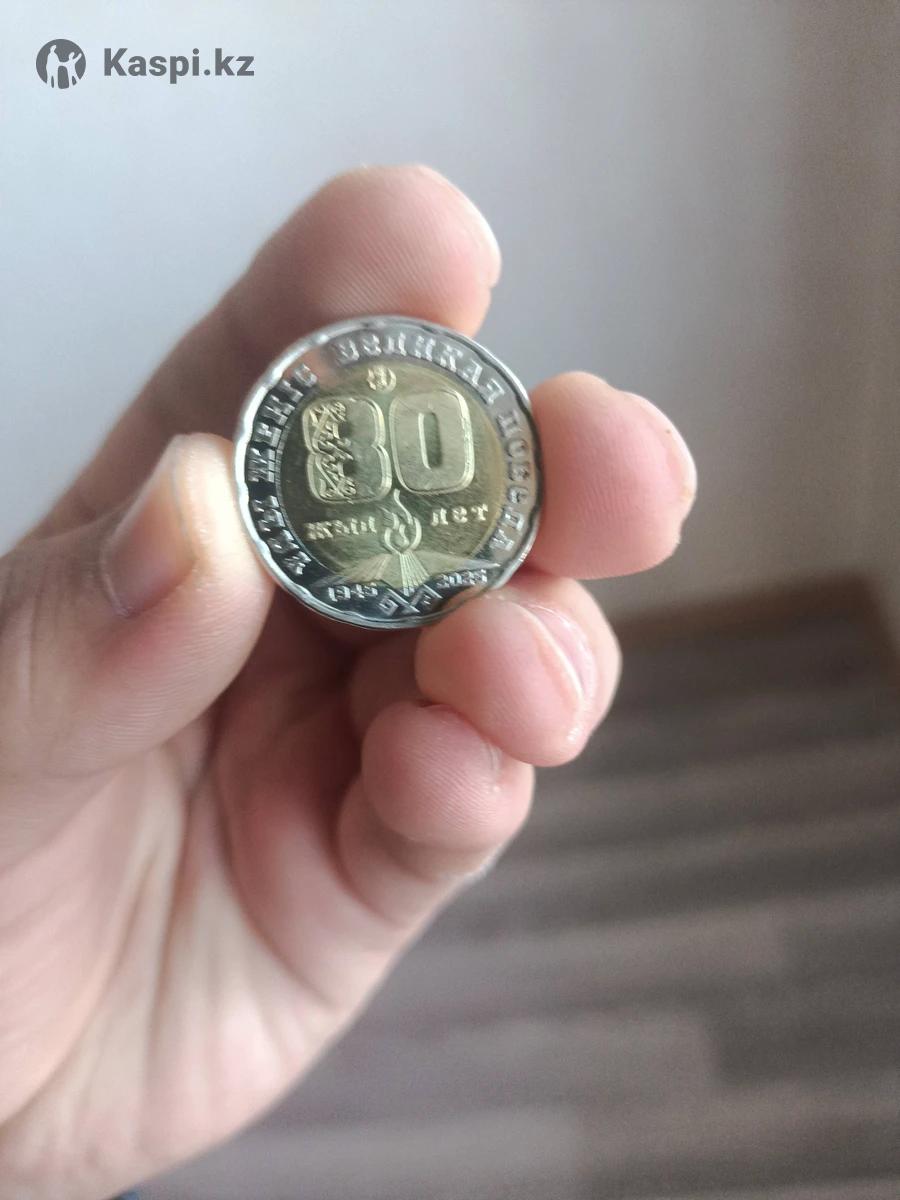 Kaspi.kz
ҰЛЫ ЖЕҢІС ВЕЛИКАЯ ПОБЕДА
80
ЖЫЛ ЛЕТ
1945 2025